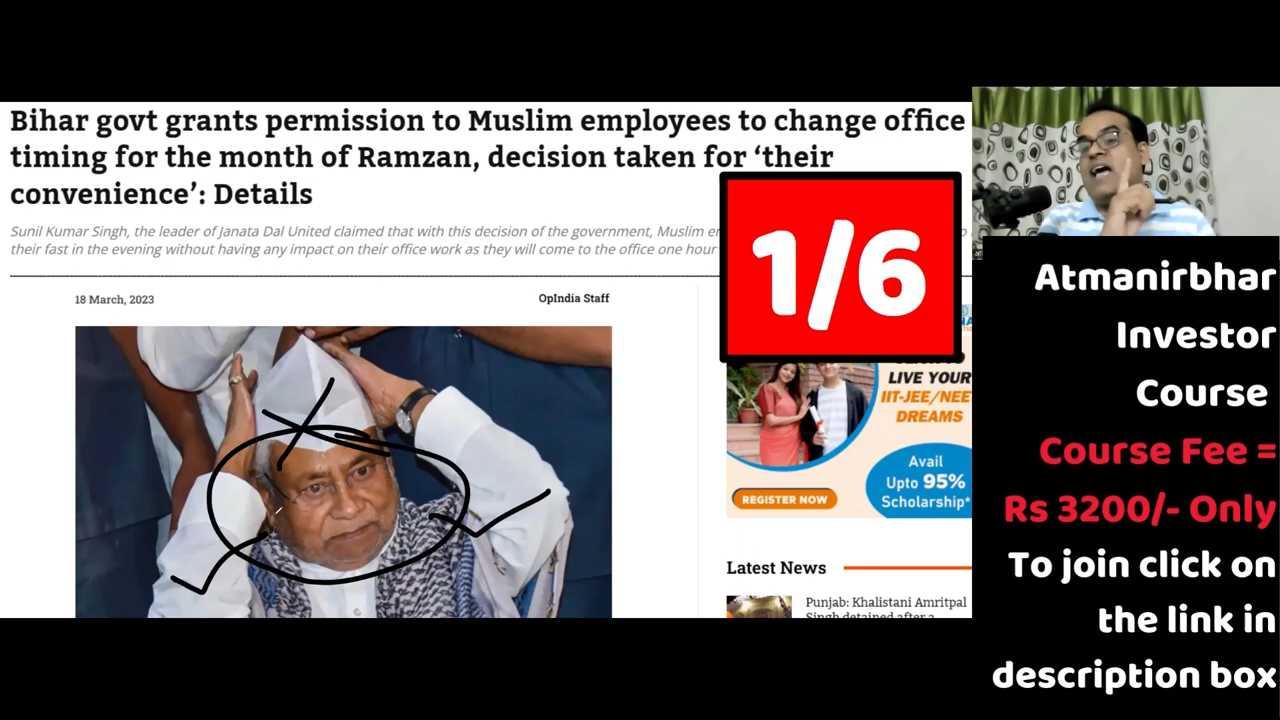 Bihar govt grants permission to Muslim employees to change office
timing for the month of Ramzan, decision taken for ‘their
convenience’: Details
Sunil Kumar Singh, the leader of Janata Dal United claimed that with this decision of the government, Muslim
their fast in the evening without having any impact on their office work as they will come to the office one hour
18 March, 2023
OpIndia Staff
1/6
LIVE YOUR
IIT-JEE/NEE
DREAMS
Avail
Upto 95%
Scholarship*
REGISTER NOW
Latest News
Punjab: Khalistani Amritpal
Singh detained after a
Atmanirbhar
Investor
Course
Course Fee =
Rs 3200/- Only
To join click on
the link in
description box